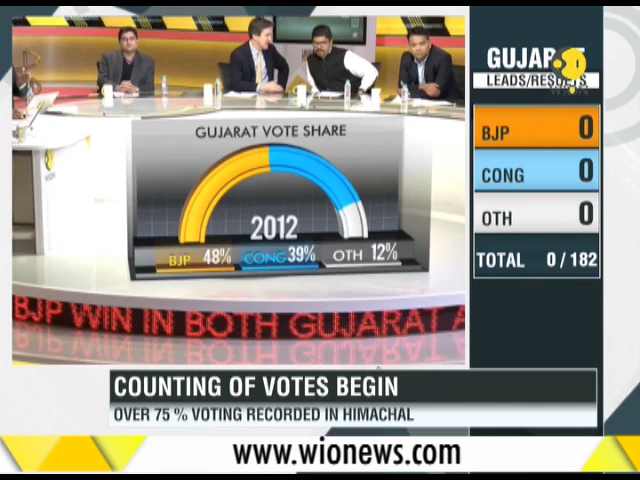 GUJARAT
LEADS/RESULTS
WION
BJP 0
CONG 0
OTH 0
TOTAL 0 / 182
GUJARAT VOTE SHARE
2012
BJP 48% CONG 39% OTH 12%
BJP WIN IN BOTH GUJARAT A
COUNTING OF VOTES BEGIN
OVER 75 % VOTING RECORDED IN HIMACHAL
www.wionews.com